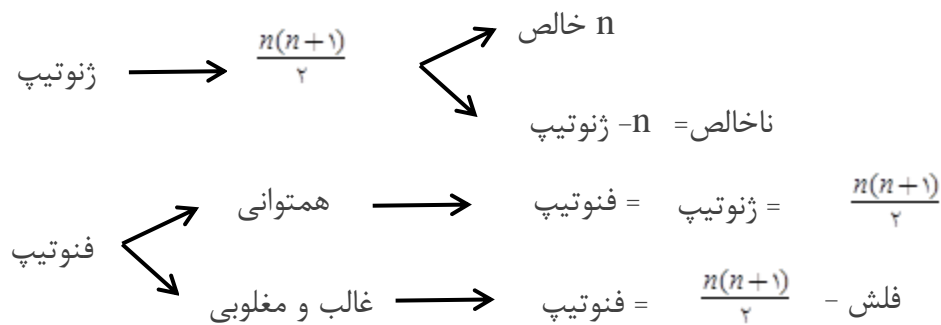 ژنوتیپ → n(n+۱)/۲
n خالص
ناخالص= n- ژنوتیپ
فنوتیپ
همتوانی → فنوتیپ = ژنوتیپ = n(n+۱)/۲
غالب و مغلوبی → فنوتیپ = n(n+۱)/۲ - فلش